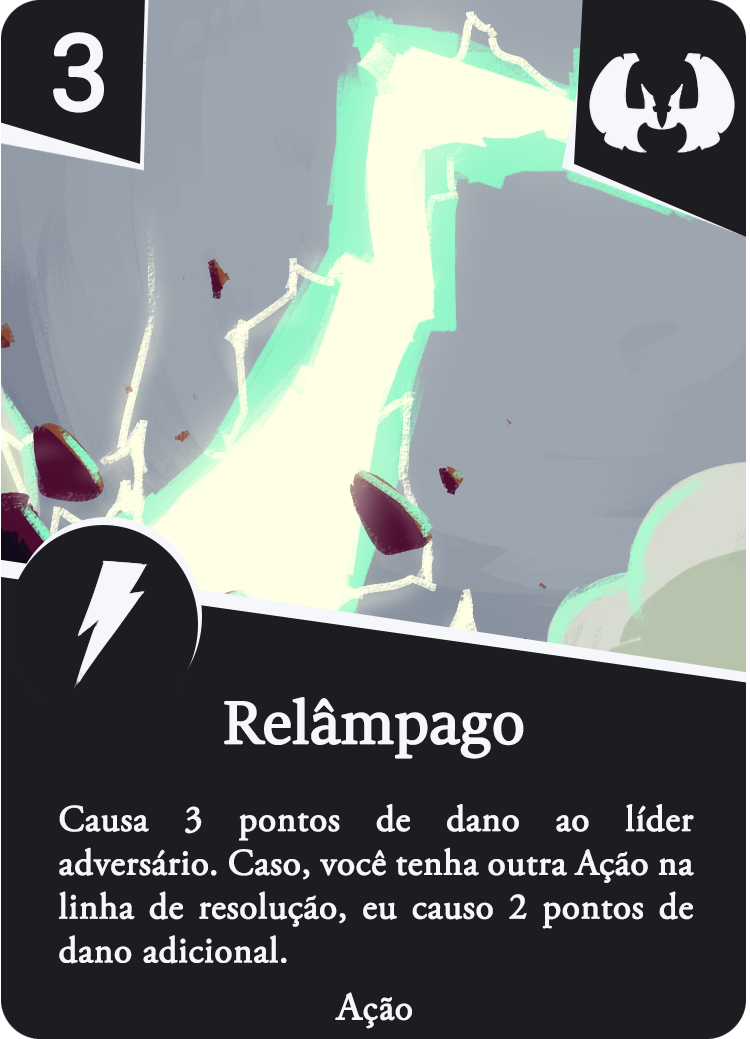 3
Relâmpago
Causa 3 pontos de dano ao líder
adversário. Caso, você tenha outra Ação na
linha de resolução, eu causo 2 pontos de
dano adicional.
Ação